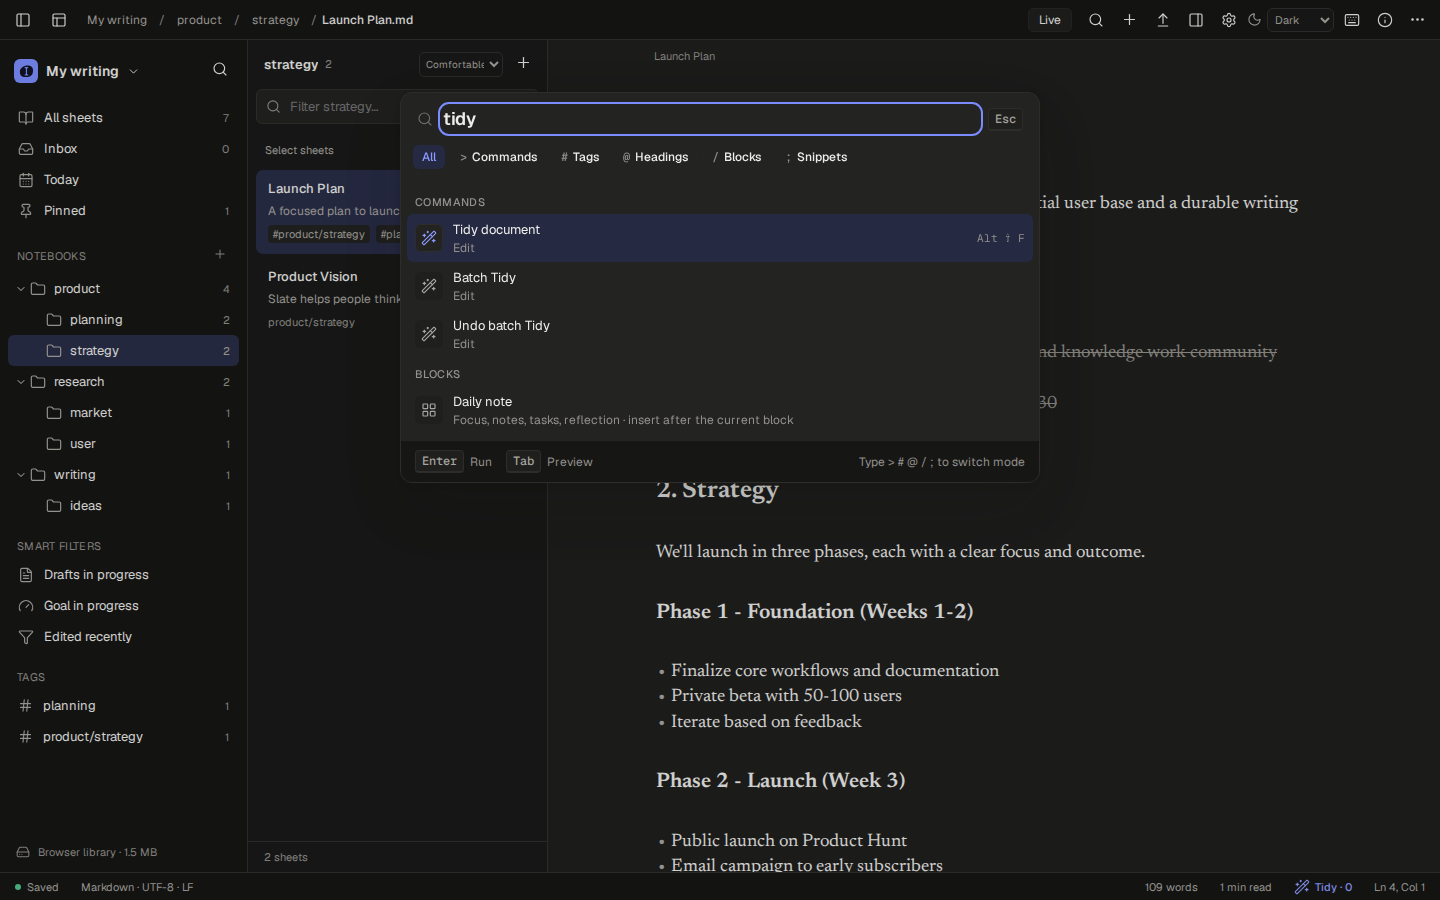 My writing / product / strategy / Launch Plan.md
Live
Dark
My writing
All sheets 7
Inbox 0
Today
Pinned 1
NOTEBOOKS
product 4
planning 2
strategy 2
research 2
market 1
user 1
writing 1
ideas 1
SMART FILTERS
Drafts in progress
Goal in progress
Edited recently
TAGS
planning 1
product/strategy 1
Browser library · 1.5 MB
strategy 2
Comfortable
Filter strategy...
Select sheets
Launch Plan
A focused plan to launc
#product/strategy #pla
Product Vision
Slate helps people think
product/strategy
2 sheets
tidy
Esc
All > Commands # Tags @ Headings / Blocks ; Snippets
COMMANDS
Tidy document
Edit
Alt ⇧ F
Batch Tidy
Edit
Undo batch Tidy
Edit
BLOCKS
Daily note
Focus, notes, tasks, reflection · insert after the current block
Enter Run Tab Preview
Type > # @ / ; to switch mode
Launch Plan
tial user base and a durable writing
nd knowledge work community
30
2. Strategy
We'll launch in three phases, each with a clear focus and outcome.
Phase 1 - Foundation (Weeks 1-2)
• Finalize core workflows and documentation
• Private beta with 50-100 users
• Iterate based on feedback
Phase 2 - Launch (Week 3)
• Public launch on Product Hunt
• Email campaign to early subscribers
Saved
Markdown · UTF-8 · LF
109 words
1 min read
Tidy · 0
Ln 4, Col 1